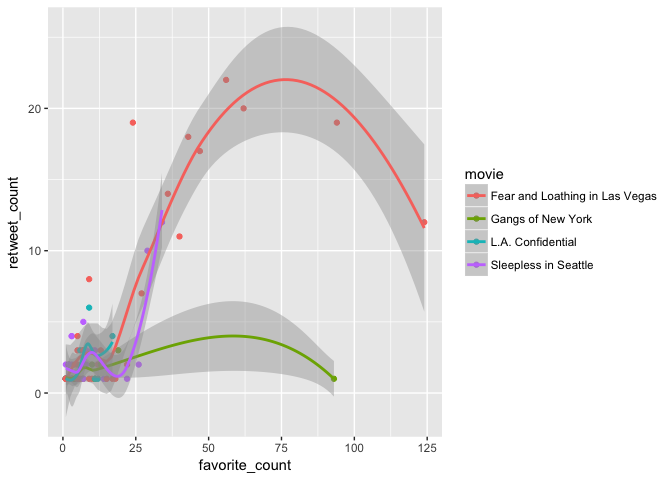 retweet_count
20
10
0
0
25
50
75
100
125
favorite_count
movie
Fear and Loathing in Las Vegas
Gangs of New York
L.A. Confidential
Sleepless in Seattle